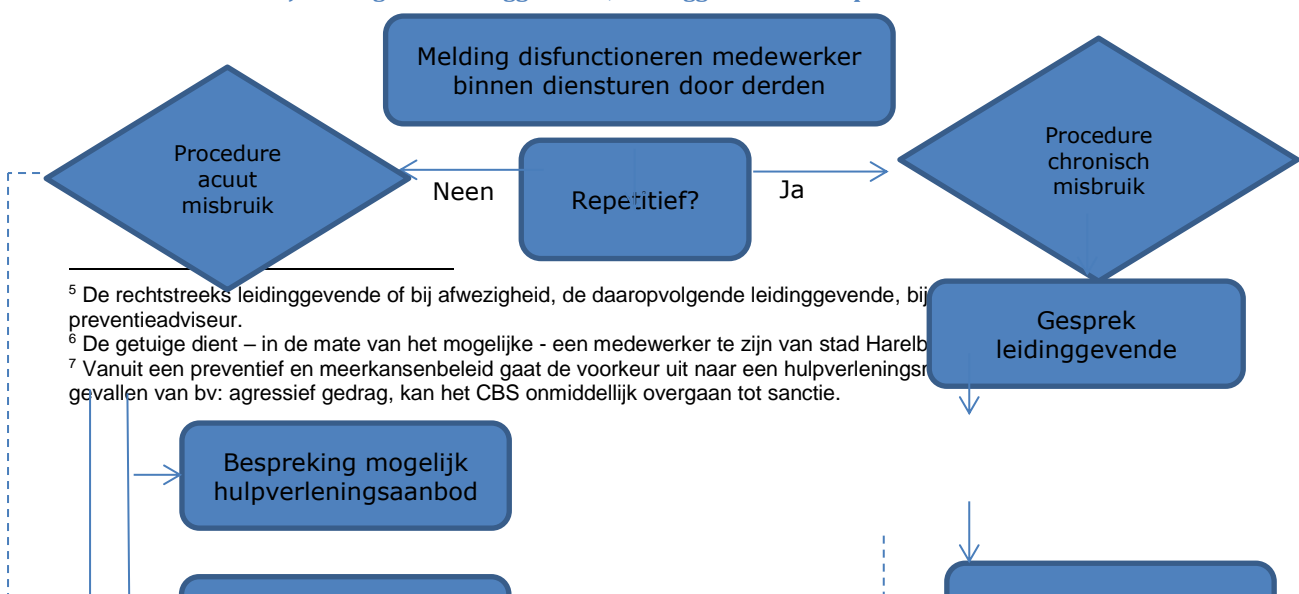 Melding disfunctioneren medewerker
binnen diensturen door derden
Procedure
acuut
misbruik
Neen
Repetitief?
Ja
Procedure
chronisch
misbruik
⁵ De rechtstreeks leidinggevende of bij afwezigheid, de daaropvolgende leidinggevende, bij
preventieadviseur.
⁶ De getuige dient – in de mate van het mogelijke - een medewerker te zijn van stad Harelb
⁷ Vanuit een preventief en meerkansenbeleid gaat de voorkeur uit naar een hulpverlenings
gevallen van bv: agressief gedrag, kan het CBS onmiddellijk overgaan tot sanctie.
Gesprek
leidinggevende
Bespreking mogelijk
hulpverleningsaanbod